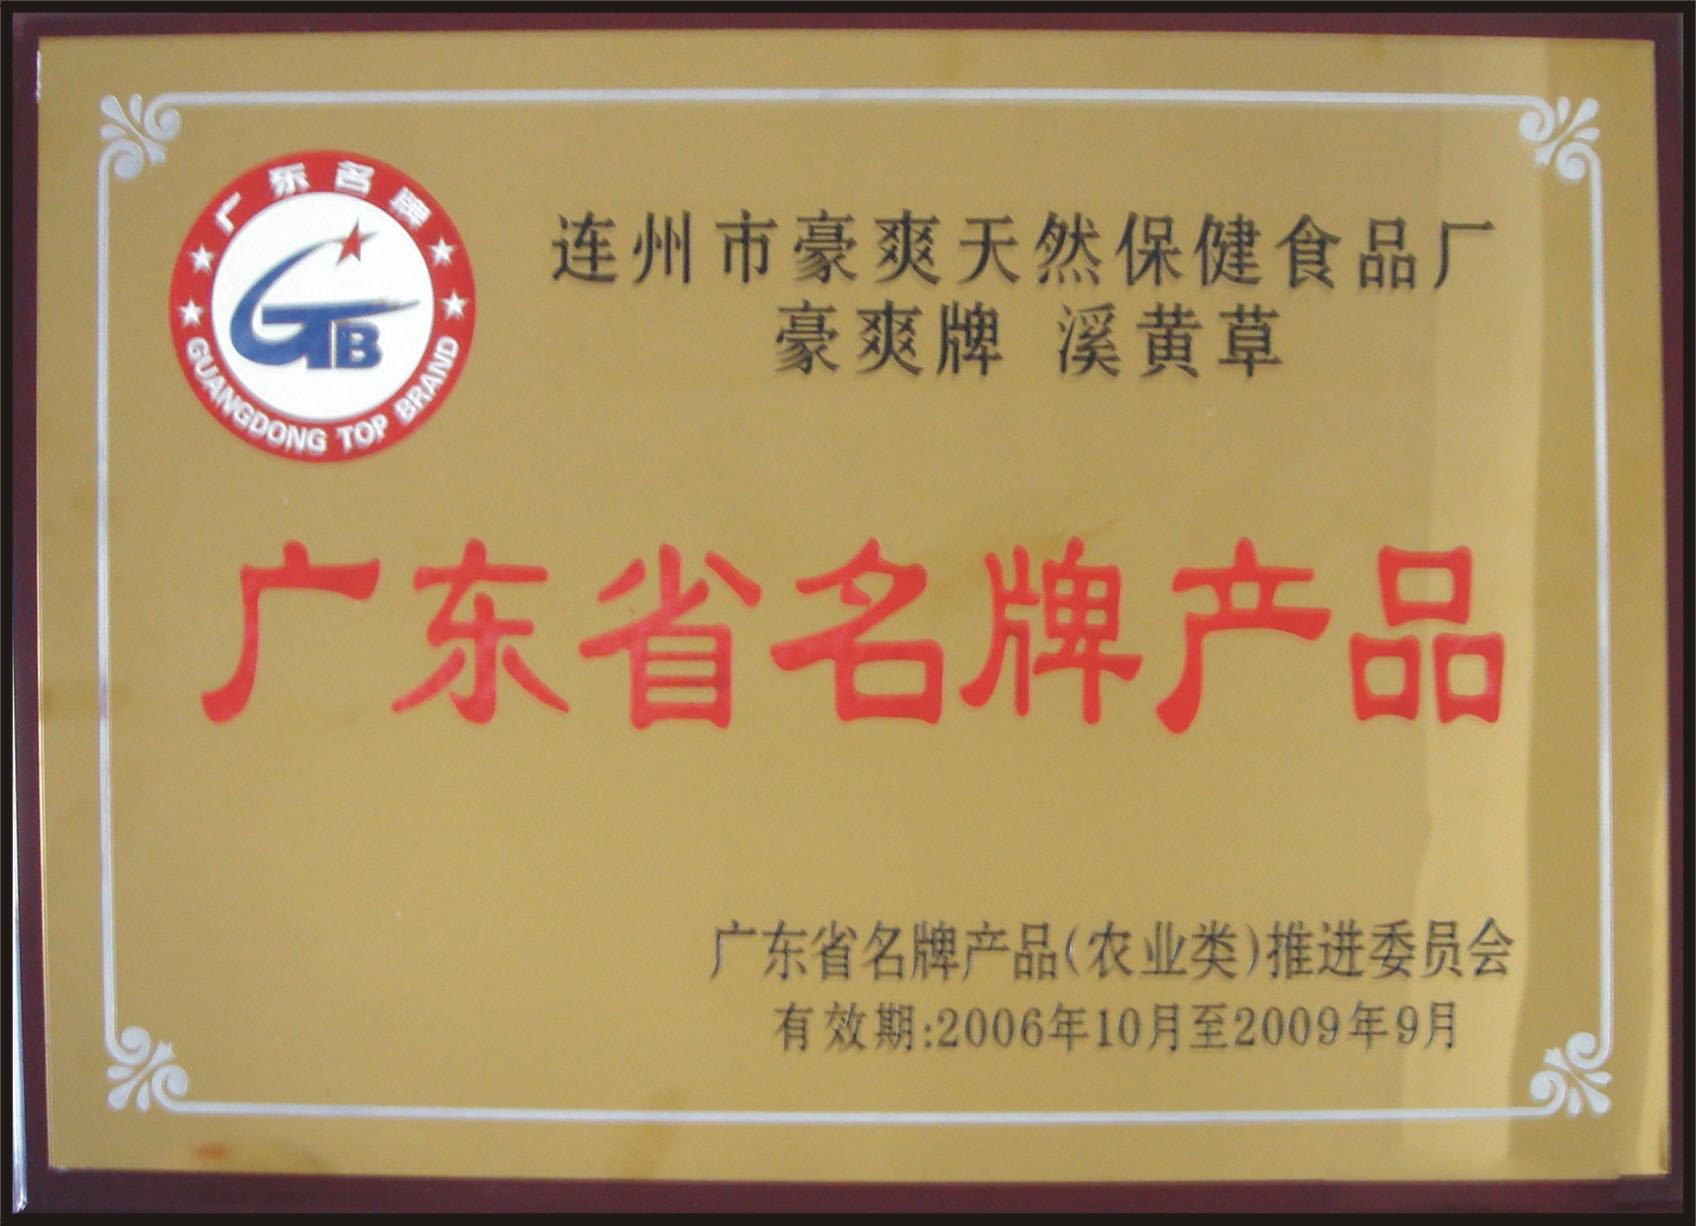 广东名牌
GTB
GUANGDONG TOP BRAND
连州市豪爽天然保健食品厂
豪爽牌 溪黄草
广东省名牌产品
广东省名牌产品(农业类)推进委员会
有效期:2006年10月至2009年9月